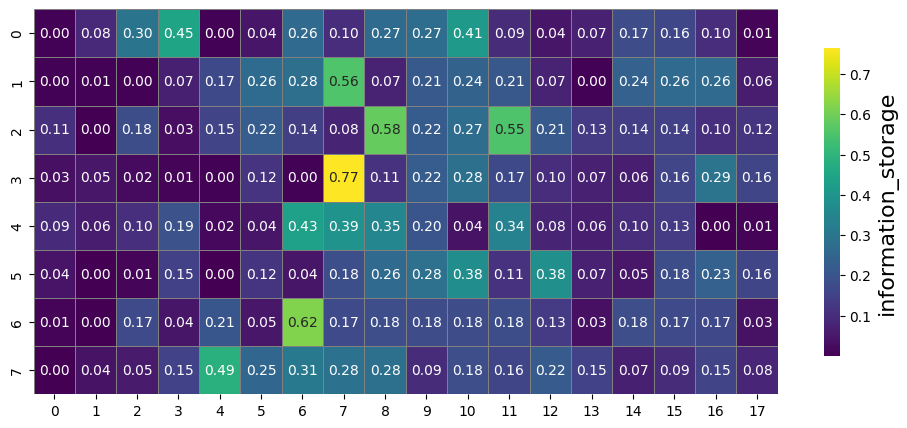 0 0.00 0.08 0.30 0.45 0.00 0.04 0.26 0.10 0.27 0.27 0.41 0.09 0.04 0.07 0.17 0.16 0.10 0.01
1 0.00 0.01 0.00 0.07 0.17 0.26 0.28 0.56 0.07 0.21 0.24 0.21 0.07 0.00 0.24 0.26 0.26 0.06
2 0.11 0.00 0.18 0.03 0.15 0.22 0.14 0.08 0.58 0.22 0.27 0.55 0.21 0.13 0.14 0.14 0.10 0.12
3 0.03 0.05 0.02 0.01 0.00 0.12 0.00 0.77 0.11 0.22 0.28 0.17 0.10 0.07 0.06 0.16 0.29 0.16
4 0.09 0.06 0.10 0.19 0.02 0.04 0.43 0.39 0.35 0.20 0.04 0.34 0.08 0.06 0.10 0.13 0.00 0.01
5 0.04 0.00 0.01 0.15 0.00 0.12 0.04 0.18 0.26 0.28 0.38 0.11 0.38 0.07 0.05 0.18 0.23 0.16
6 0.01 0.00 0.17 0.04 0.21 0.05 0.62 0.17 0.18 0.18 0.18 0.18 0.13 0.03 0.18 0.17 0.17 0.03
7 0.00 0.04 0.05 0.15 0.49 0.25 0.31 0.28 0.28 0.09 0.18 0.16 0.22 0.15 0.07 0.09 0.15 0.08
0 1 2 3 4 5 6 7 8 9 10 11 12 13 14 15 16 17
0.7
0.6
0.5
0.4
0.3
0.2
0.1
information_storage